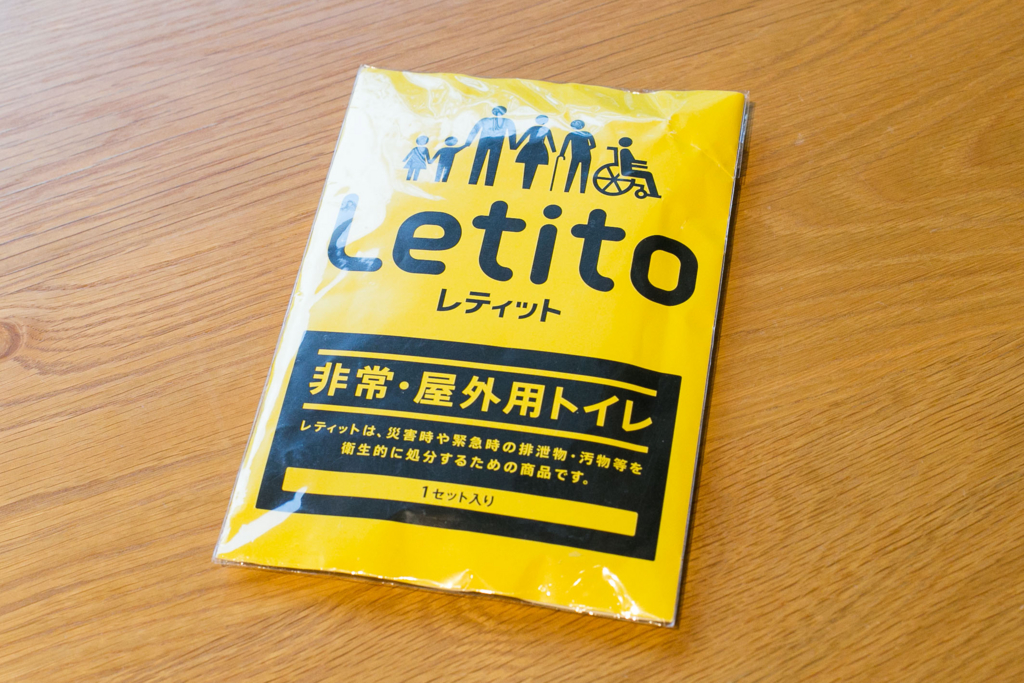 Letito
レティット
非常・屋外用トイレ
レティットは、災害時や緊急時の排泄物・汚物等を
衛生的に処分するための商品です。
1セット入り